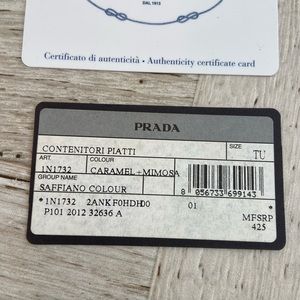 DAL 1913
Certificato di autenticità - Authenticity certificate card
PRADA
CONTENITORI PIATTI
SIZE
TU
ART.
COLOUR
1N1732
CARAMEL+MIMOSA
GROUP NAME
SAFFIANO COLOUR
8 056733 699143
*1N1732 2ANK F0HDH00 01 *
P101 2012 32636 A
MFSRP
425